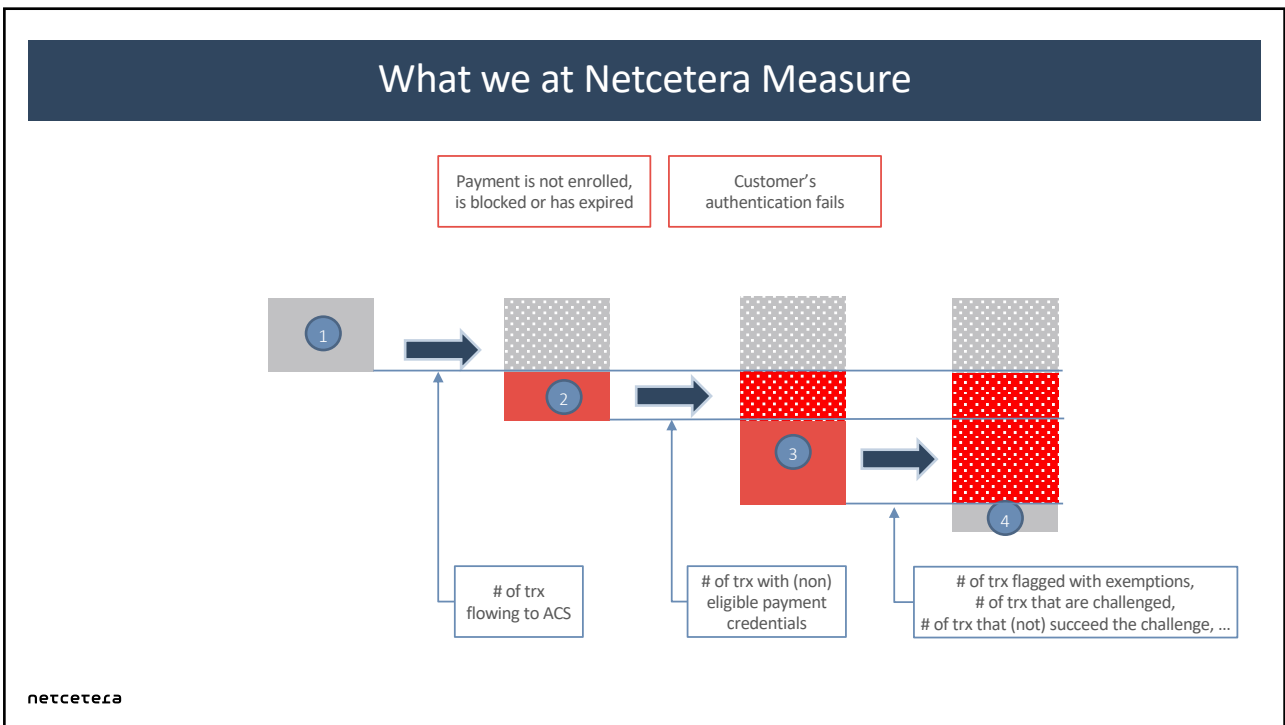 What we at Netcetera Measure
Payment is not enrolled,
is blocked or has expired
Customer’s
authentication fails
1
2
3
4
# of trx
flowing to ACS
# of trx with (non)
eligible payment
credentials
# of trx flagged with exemptions,
# of trx that are challenged,
# of trx that (not) succeed the challenge, ...
netcetera